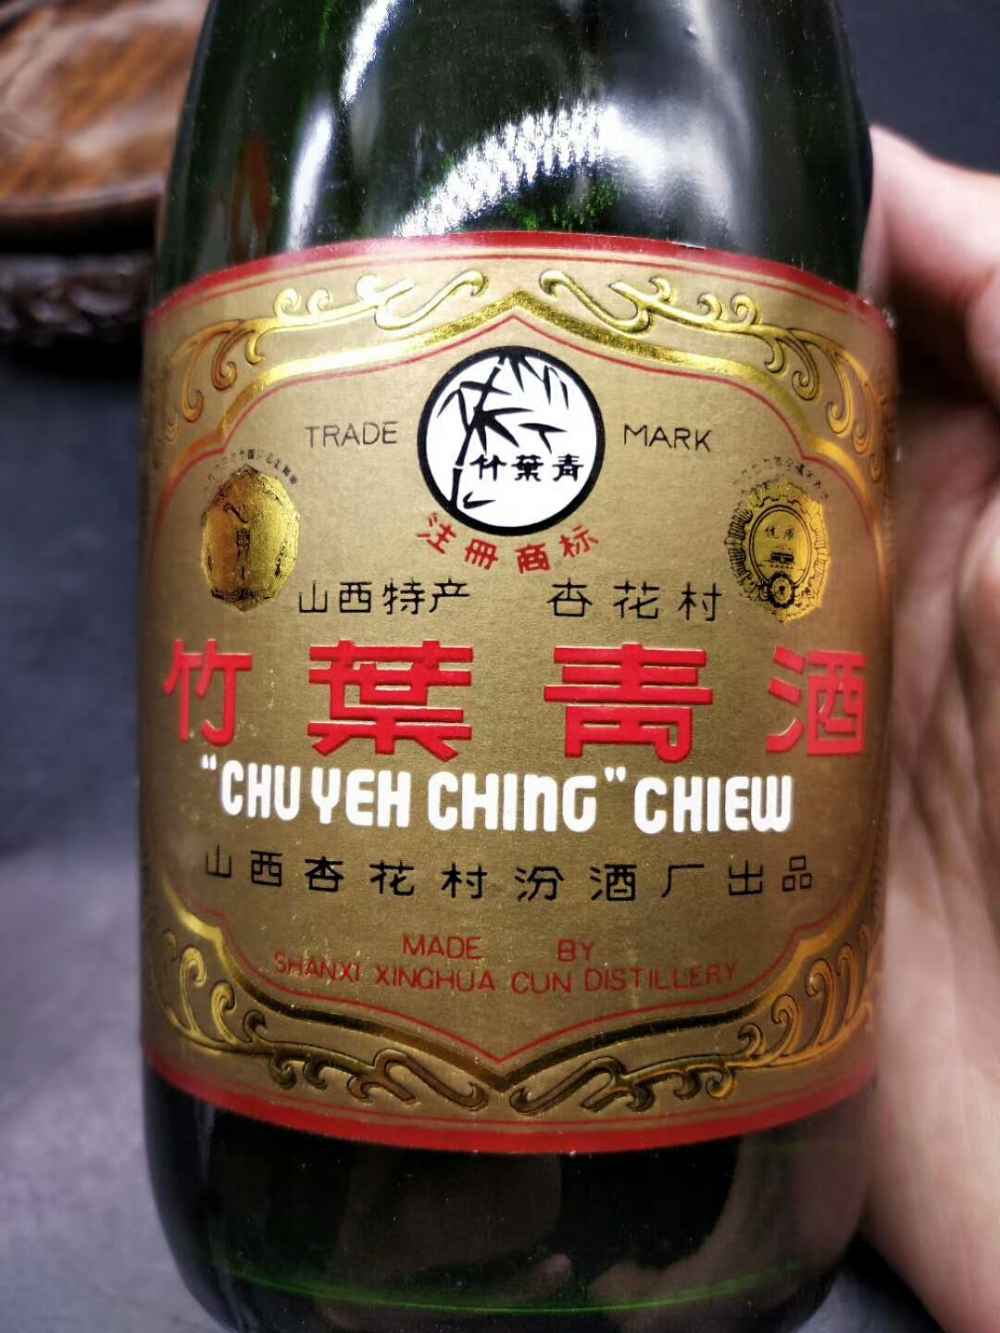 TRADE MARK
竹葉青
注冊商标
山西特产 杏花村
竹葉青酒
"CHU YEH CHING" CHIEW
山西杏花村汾酒厂出品
MADE BY
SHANXI XINGHUA CUN DISTILLERY